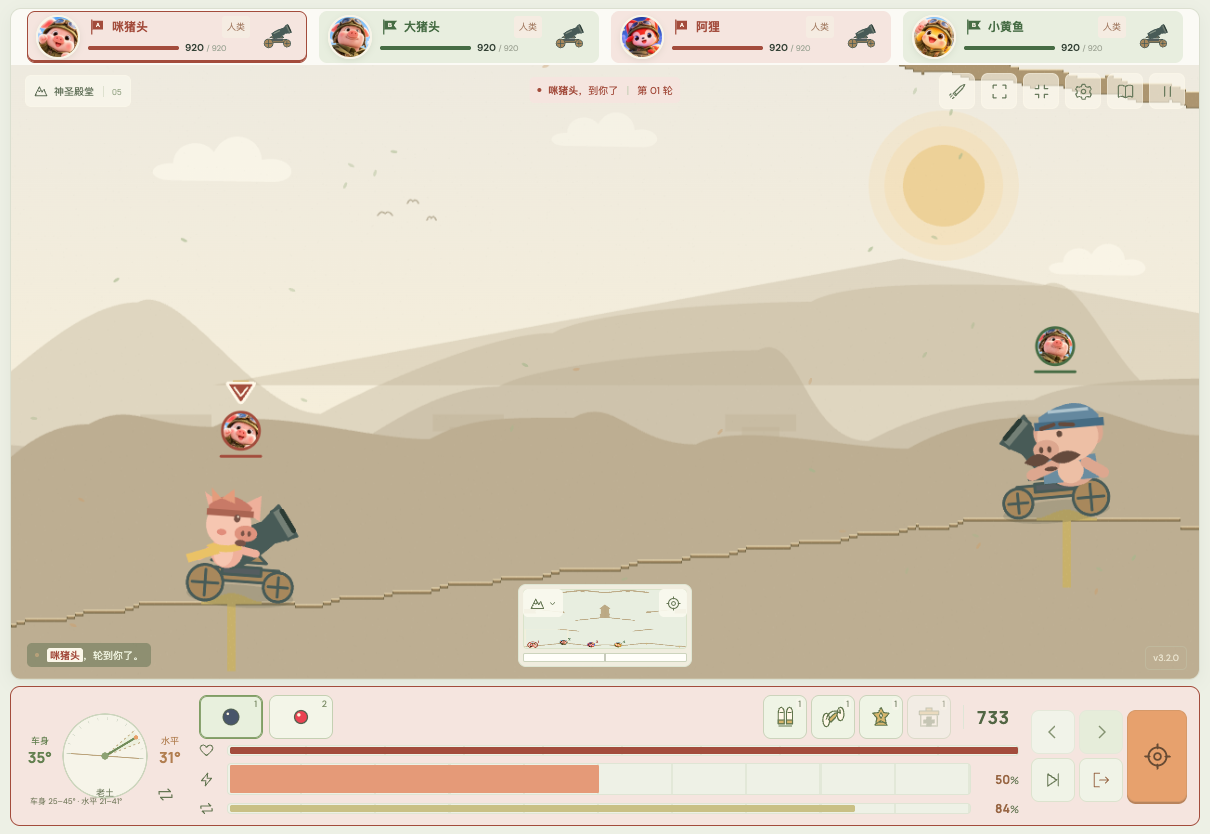 咪猪头 人类
920 / 920
大猪头 人类
920 / 920
阿狸 人类
920 / 920
小黄鱼 人类
920 / 920
神圣殿堂 05
咪猪头，到你了 第 01 轮
咪猪头，轮到你了。
v3.2.0
车身
35°
水平
31°
老土
车身 25–45° · 水平 21–41°
1
2
1
1
1
1
733
50%
84%